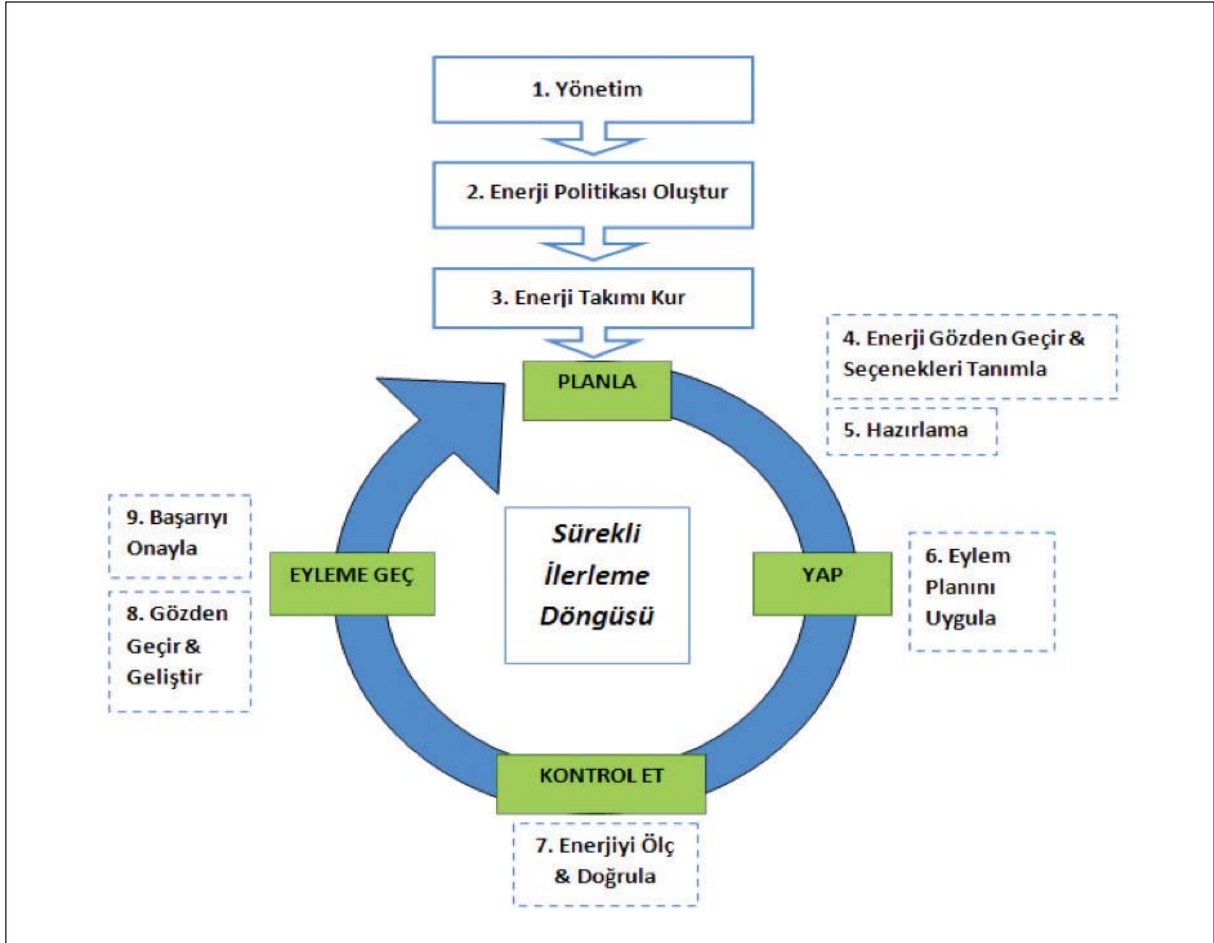 1. Yönetim
2. Enerji Politikası Oluştur
3. Enerji Takımı Kur
PLANLA
4. Enerji Gözden Geçir &
Seçenekleri Tanımla
5. Hazırlama
YAP
6. Eylem
Planını
Uygula
KONTROL ET
7. Enerjiyi Ölç
& Doğrula
EYLEME GEÇ
8. Gözden
Geçir &
Geliştir
9. Başarıyı
Onayla
Sürekli
İlerleme
Döngüsü